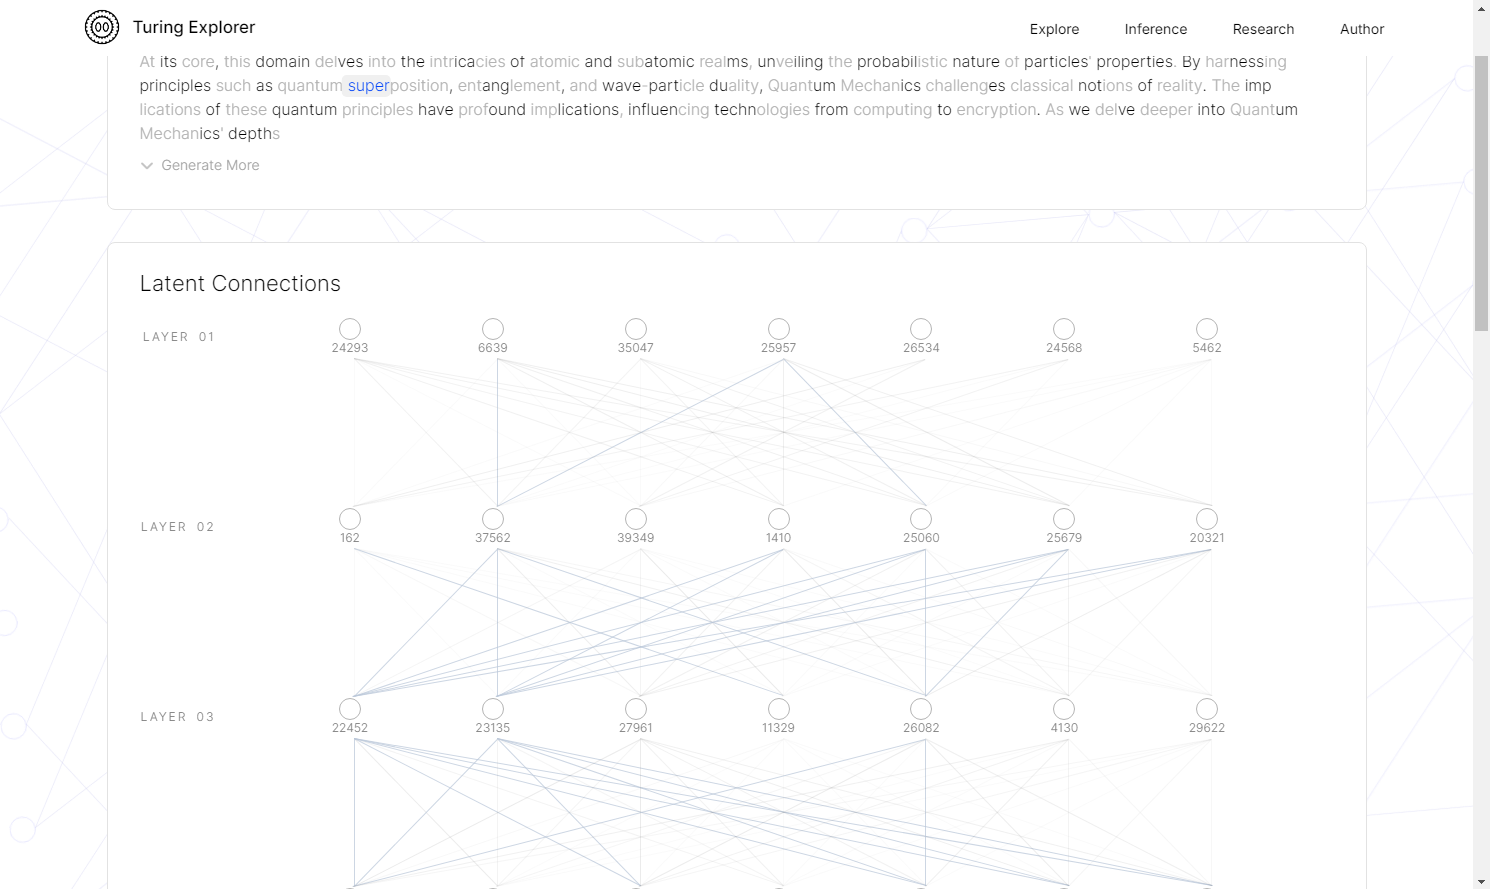 Turing Explorer
Explore Inference Research Author
At its core, this domain delves into the intricacies of atomic and subatomic realms, unveiling the probabilistic nature of particles' properties. By harnessing
principles such as quantum superposition, entanglement, and wave-particle duality, Quantum Mechanics challenges classical notions of reality. The imp
lications of these quantum principles have profound implications, influencing technologies from computing to encryption. As we delve deeper into Quantum
Mechanics' depths
Generate More
Latent Connections
LAYER 01
24293 6639 35047 25957 26534 24568 5462
LAYER 02
162 37562 39349 1410 25060 25679 20321
LAYER 03
22452 23135 27961 11329 26082 4130 29622